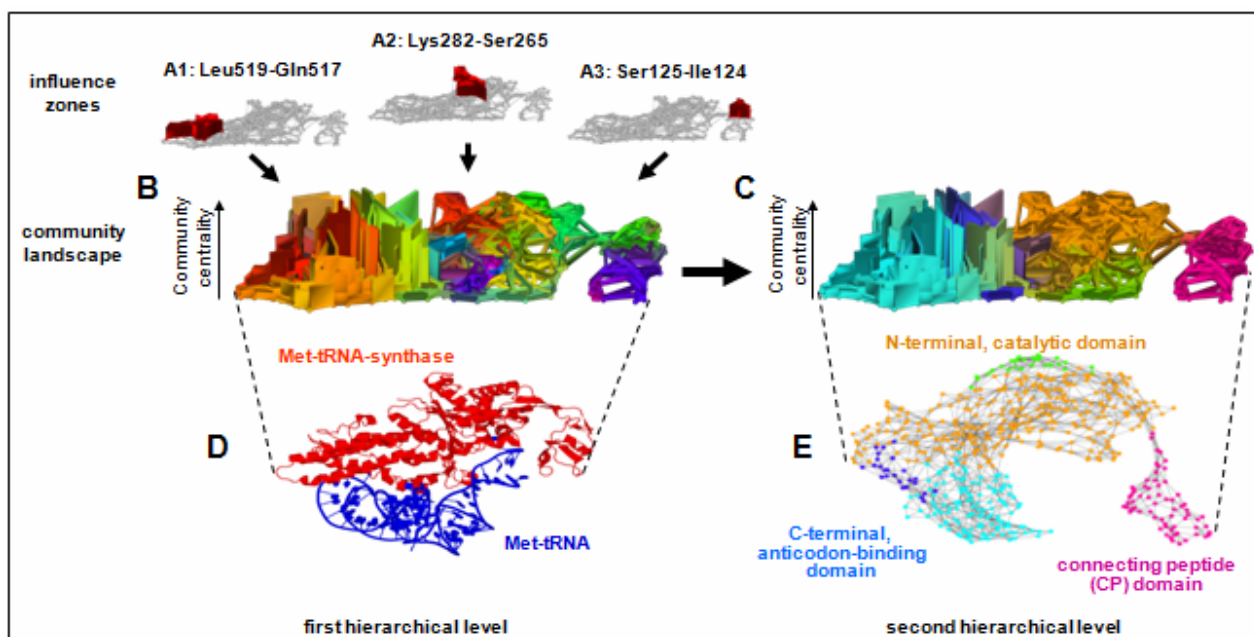 A2: Lys282-Ser265
influence
zones
A1: Leu519-Gln517
A3: Ser125-Ile124
B
C
community
landscape
Community
centrality
Community
centrality
Met-tRNA-synthase
N-terminal, catalytic domain
D
E
Met-tRNA
C-terminal,
anticodon-binding
domain
connecting peptide
(CP) domain
first hierarchical level
second hierarchical level